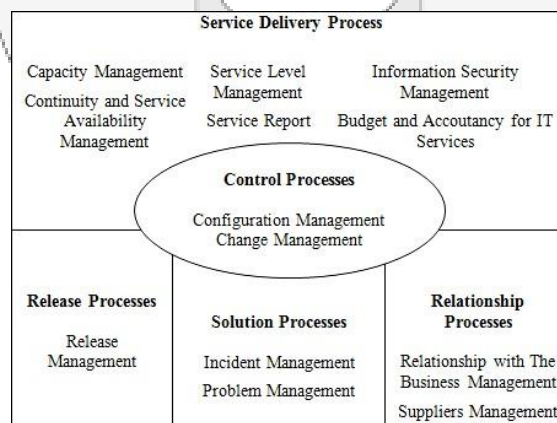 Service Delivery Process
Capacity Management
Continuity and Service
Availability
Management
Service Level
Management
Service Report
Information Security
Management
Budget and Accoutancy for IT
Services
Control Processes
Configuration Management
Change Management
Release Processes
Release
Management
Solution Processes
Incident Management
Problem Management
Relationship
Processes
Relationship with The
Business Management
Suppliers Management